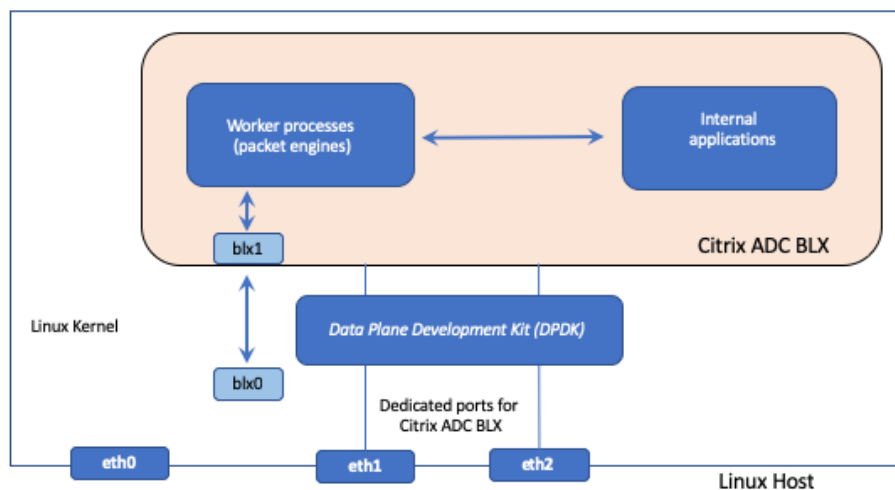 Worker processes
(packet engines)
Internal
applications
blx1
Citrix ADC BLX
Linux Kernel
Data Plane Development Kit (DPDK)
blx0
Dedicated ports for
Citrix ADC BLX
eth0
eth1
eth2
Linux Host